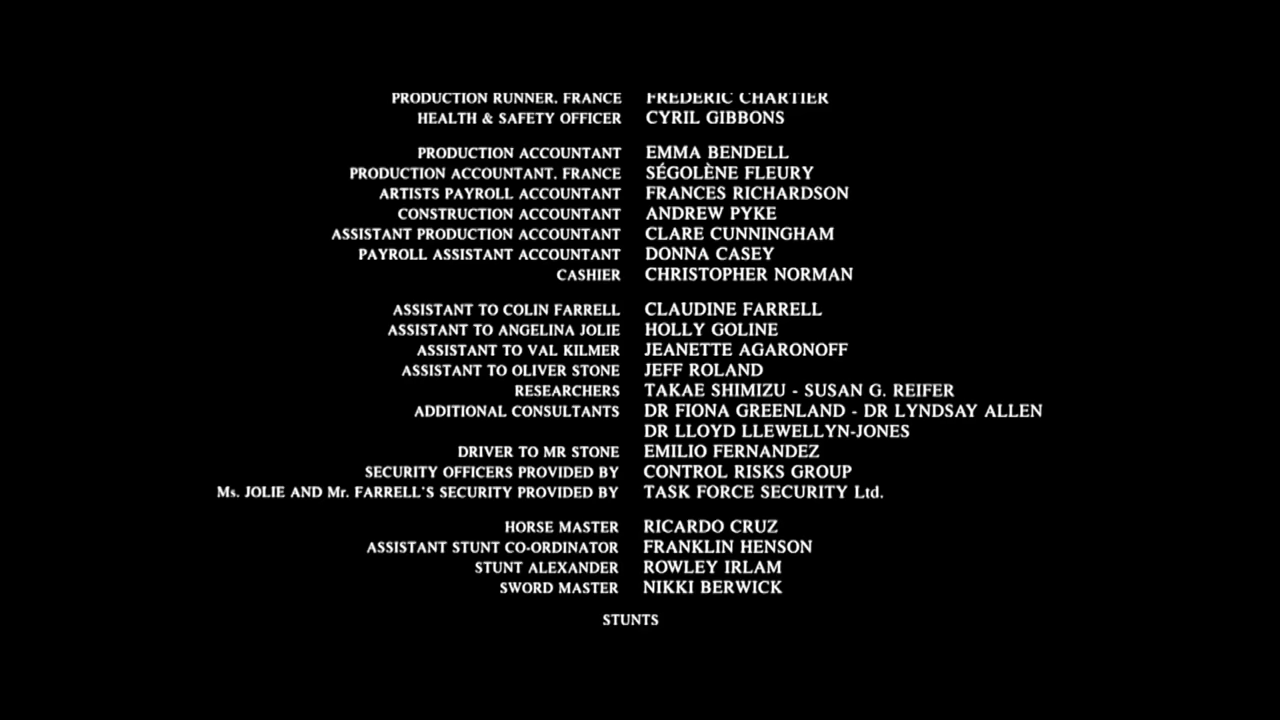 PRODUCTION RUNNER, FRANCE FREDERIC CHARTIER
HEALTH & SAFETY OFFICER CYRIL GIBBONS
PRODUCTION ACCOUNTANT EMMA BENDELL
PRODUCTION ACCOUNTANT, FRANCE SÉGOLÈNE FLEURY
ARTISTS PAYROLL ACCOUNTANT FRANCES RICHARDSON
CONSTRUCTION ACCOUNTANT ANDREW PYKE
ASSISTANT PRODUCTION ACCOUNTANT CLARE CUNNINGHAM
PAYROLL ASSISTANT ACCOUNTANT DONNA CASEY
CASHIER CHRISTOPHER NORMAN
ASSISTANT TO COLIN FARRELL CLAUDINE FARRELL
ASSISTANT TO ANGELINA JOLIE HOLLY GOLINE
ASSISTANT TO VAL KILMER JEANETTE AGARONOFF
ASSISTANT TO OLIVER STONE JEFF ROLAND
RESEARCHERS TAKAE SHIMIZU - SUSAN G. REIFER
ADDITIONAL CONSULTANTS DR FIONA GREENLAND - DR LYNDSAY ALLEN
DR LLOYD LLEWELLYN-JONES
DRIVER TO MR STONE EMILIO FERNANDEZ
SECURITY OFFICERS PROVIDED BY CONTROL RISKS GROUP
Ms. JOLIE AND Mr. FARRELL'S SECURITY PROVIDED BY TASK FORCE SECURITY Ltd.
HORSE MASTER RICARDO CRUZ
ASSISTANT STUNT CO-ORDINATOR FRANKLIN HENSON
STUNT ALEXANDER ROWLEY IRLAM
SWORD MASTER NIKKI BERWICK
STUNTS